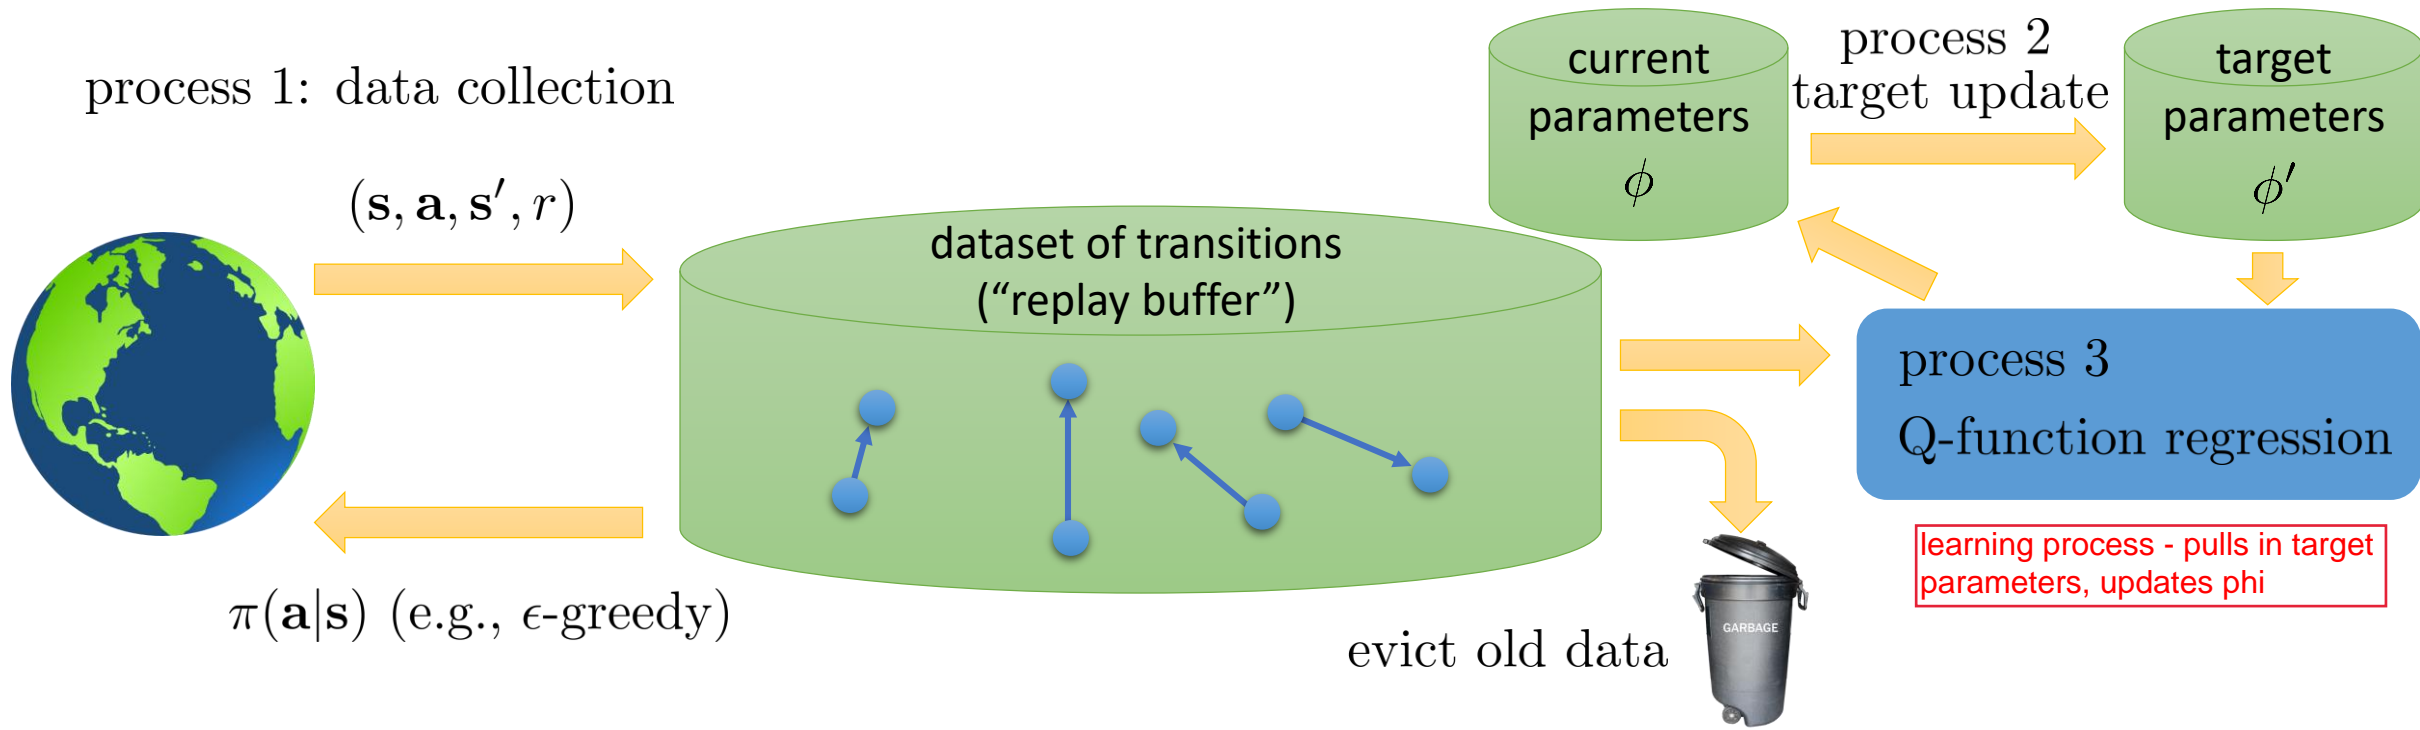 process 1: data collection
(s, a, s′, r)
π(a|s) (e.g., ϵ-greedy)
dataset of transitions
(“replay buffer”)
current
parameters
ϕ
process 2
target update
target
parameters
ϕ′
process 3
Q-function regression
learning process - pulls in target
parameters, updates phi
evict old data
GARBAGE